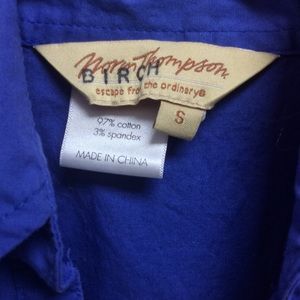 Norm Thompson.
BIRCH
escape from the ordinary®
S
97% cotton
3% spandex
MADE IN CHINA